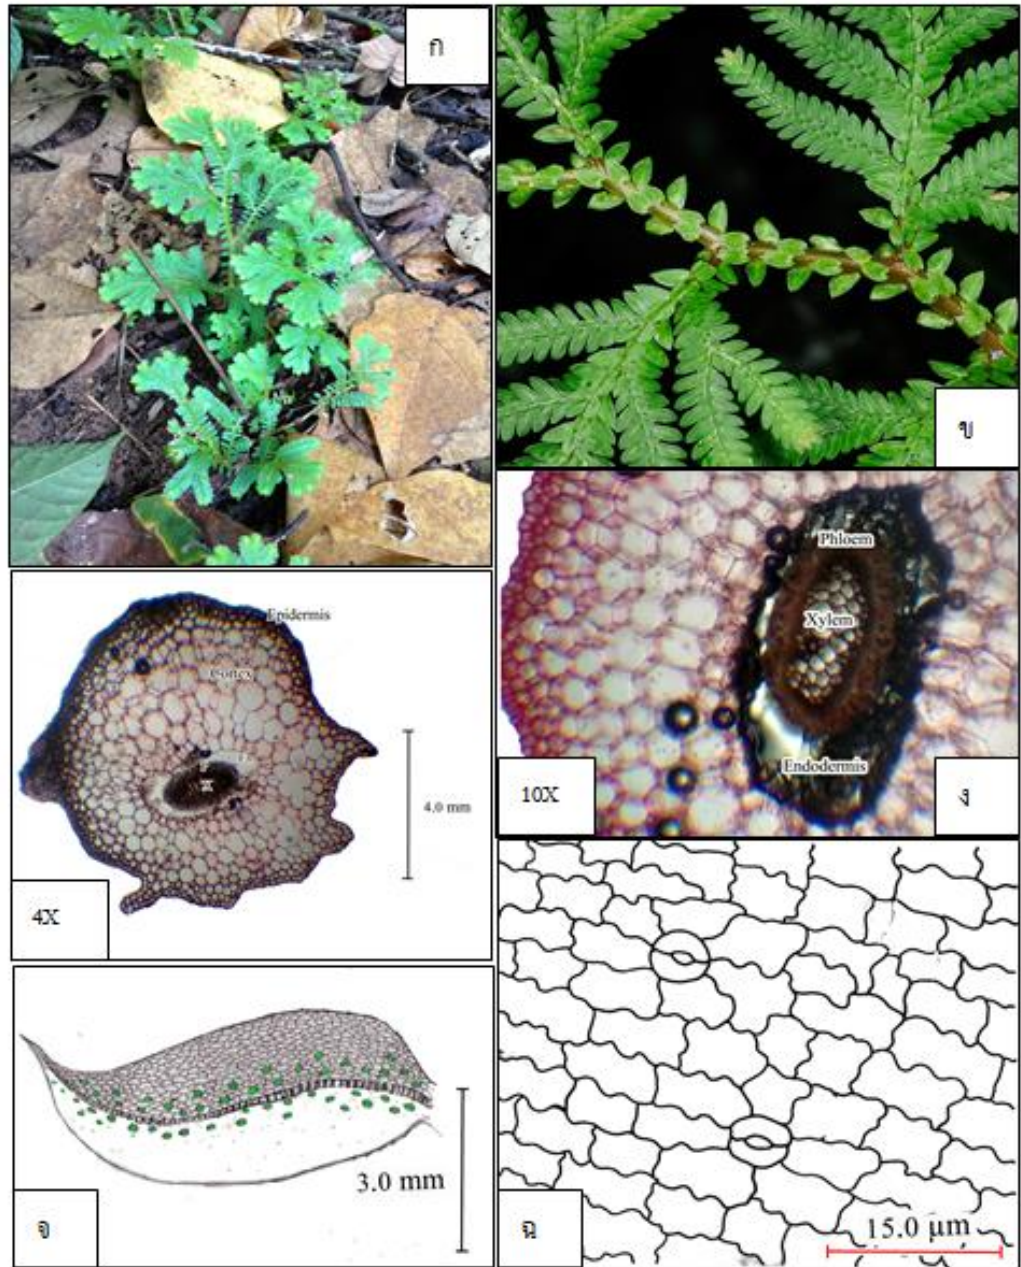 ก
ข
Epidermis
Cortex
4.0 mm
4X
Phloem
Xylem
Endodermis
10X
ง
3.0 mm
จ
15.0 μm
ฉ